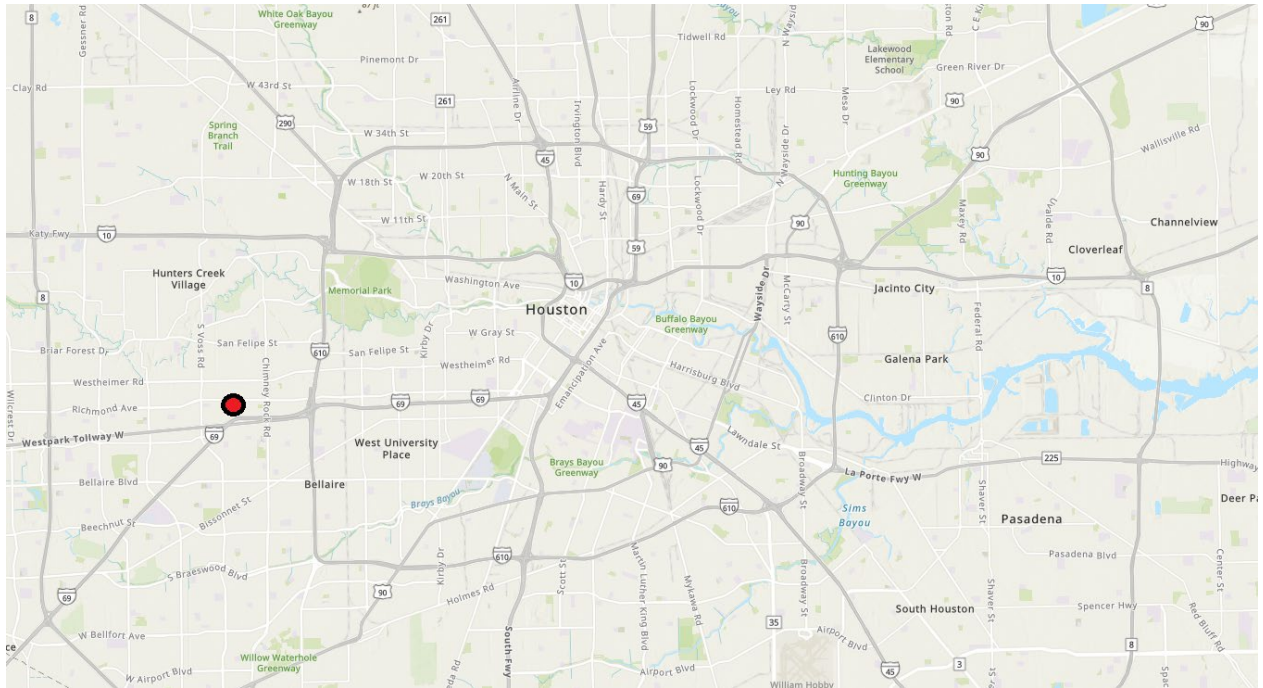 White Oak Bayou
Greenway
261
Tidwell Rd
8
Gessner Rd
N Wayside
90
Lakewood
Elementary
School
Pinemont Dr
Green River Dr
W 43rd St
Clay Rd
261
Airline Dr
Irvington Blvd
Lockwood Dr
Homestead Rd
Ley Rd
Mesa Dr
90
290
Spring
Branch
Trail
W 34th St
59
N Wayside Dr
Wallisville Rd
45
90
W 18th St
W 20th St
N Main St
Hardy St
69
Lockwood Dr
Hunting Bayou
Greenway
Maxey Rd
Uvalde Rd
W 11th St
90
Channelview
Katy Fwy
10
59
Cloverleaf
Hunters Creek
Village
Memorial Park
Washington Ave
10
Wayside Dr
McCarty St
Jacinto City
10
8
8
Houston
Buffalo Bayou
Greenway
Federal Rd
S Voss Rd
San Felipe St
Kirby Dr
W Gray St
610
Briar Forest Dr
610
San Felipe St
Westheimer Rd
Emancipation Ave
Galena Park
Westheimer Rd
Chimney Rock Rd
Harrisburg Blvd
Wilcrest Dr
Richmond Ave
69
69
45
Clinton Dr
Westpark Tollway W
69
West University
Place
Lawndale St
45
Bellaire Blvd
Brays Bayou
Greenway
90
Broadway St
La Porte Fwy W
225
Highway
Bellaire
Brays Bayou
Shaver St
Deer Pa
Bissonnet St
610
Sims
Bayou
Pasadena
Beechnut St
610
Kirby Dr
Scott St
Martin Luther King Blvd
Mykawa Rd
Broadway St
Pasadena Blvd
Center St
S Braeswood Blvd
69
90
Holmes Rd
Shaver St
South Houston
Spencer Hwy
Red Bluff Rd
W Bellfort Ave
35
Airport Blvd
8
Willow Waterhole
Greenway
South Fwy
W Airport Blvd
Airport Blvd
45
3
William Hobby